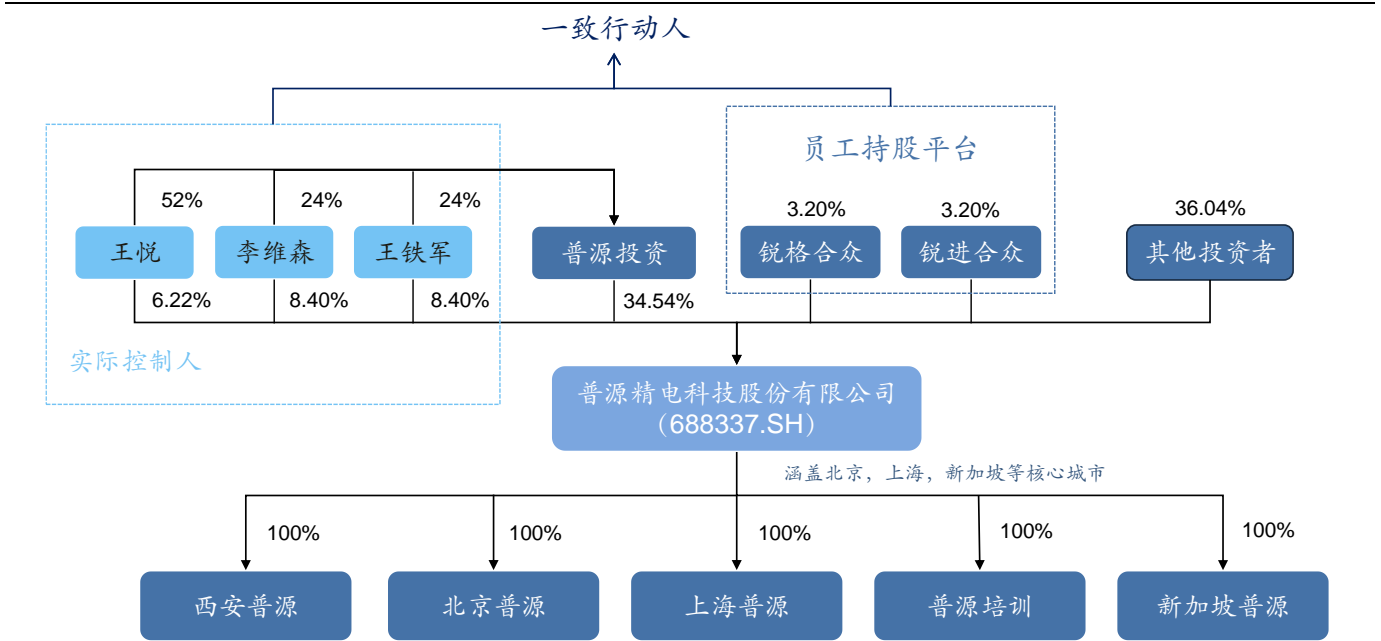 一致行动人
员工持股平台
52%
24%
24%
3.20%
3.20%
36.04%
王悦
李维森
王铁军
普源投资
锐格合众
锐进合众
其他投资者
6.22%
8.40%
8.40%
34.54%
实际控制人
普源精电科技股份有限公司
（688337.SH）
涵盖北京，上海，新加坡等核心城市
100%
100%
100%
100%
100%
西安普源
北京普源
上海普源
普源培训
新加坡普源